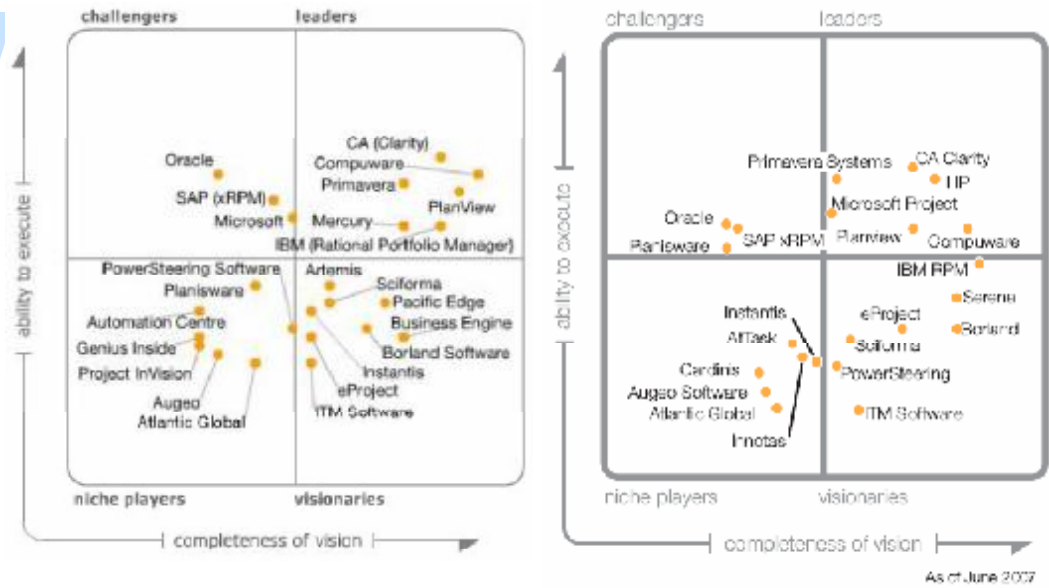 challengers
leaders
CA (Clarity)
Oracle
Compuware
Primavera
SAP (xRPM)
PlanView
Microsoft
Mercury
IBM (Rational Portfolio Manager)
PowerSteering Software
Artemis
Planisware
Sciforma
Pacific Edge
Automation Centre
Business Engine
Genius Inside
Borland Software
Project InVision
Instantis
eProject
Augeo
ITM Software
Atlantic Global
niche players
visionaries
ability to execute
completeness of vision
challengers
leaders
Primavera Systems
CA Clarity
HP
Microsoft Project
Oracle
SAP xRPM
Planview
Compuware
Planisware
IBM RPM
Serena
Instantis
eProject
Borland
AtTask
Sciforma
Cardinis
PowerSteering
Augeo Software
Atlantic Global
ITM Software
Innotas
niche players
visionaries
ability to execute
completeness of vision
As of June 2007